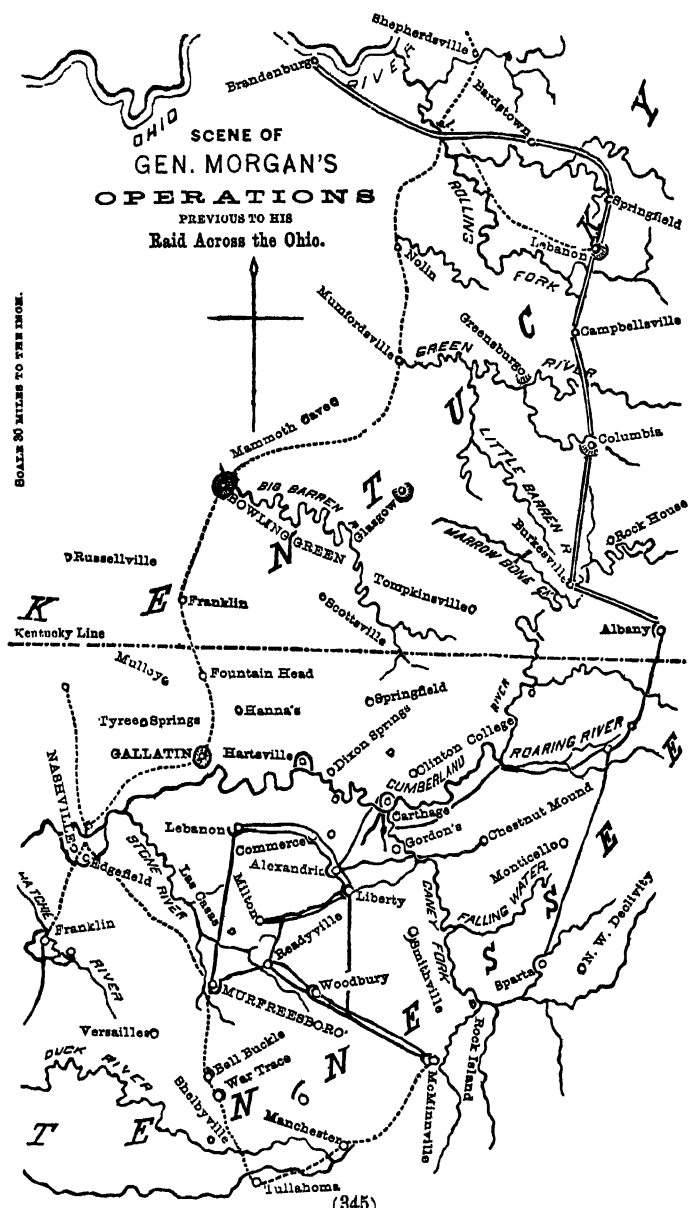 Shepherdsville
Brandenburg
RIVER
OHIO
Bardstown
SCENE OF
GEN. MORGAN'S
OPERATIONS
PREVIOUS TO HIS
Raid Across the Ohio.
SCALE 30 MILES TO THE INCH.
ROLLING
FORK
Springfield
Lebanon
Nolin
Mumfordsville
GREEN
RIVER
Greensburg
Campbellsville
Columbia
Mammoth Cave
BIG BARREN R
LITTLE BARREN R
BOWLING GREEN
Glasgow
MARROW BONE CR.
Burkesville
Rock House
Russellville
Franklin
Scottsville
Tompkinsville
Albany
KENTUCKY
Kentucky Line
Mulloy
Fountain Head
Hanna's
Springfield
Tyree Springs
GALLATIN
Hartsville
Dixon Springs
Clinton College
CUMBERLAND
RIVER
ROARING RIVER
NASHVILLE
Edgefield
Lebanon
Commerce
Alexandria
Carthage
Gordon's
Chestnut Mound
Monticello
STONE RIVER
Las Casas
Milton
Liberty
FALLING WATER
CANEY FORK
N. W. Declivity
HATCHIE
RIVER
Franklin
Readyville
Smithville
Sparta
Woodbury
MURFREESBORO'
Versailles
Rock Island
Bell Buckle
War Trace
DUCK RIVER
Shelbyville
Manchester
McMinnville
Tullahoma
TENNESSEE
(345)